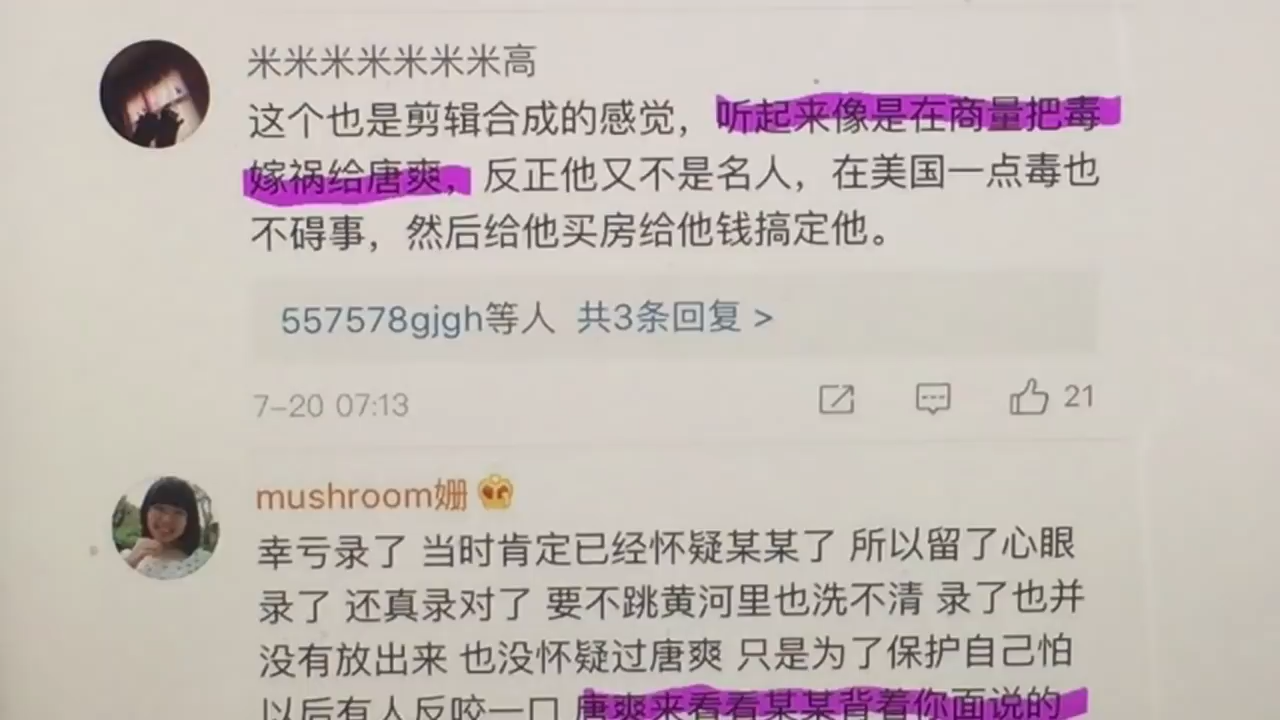 米米米米米米米高
这个也是剪辑合成的感觉，听起来像是在商量把毒
嫁祸给唐爽，反正他又不是名人，在美国一点毒也
不碍事，然后给他买房给他钱搞定他。
557578gjgh等人 共3条回复 >
7-20 07:13
21
mushroom姗
幸亏录了 当时肯定已经怀疑某某了 所以留了心眼
录了 还真录对了 要不跳黄河里也洗不清 录了也并
没有放出来 也没怀疑过唐爽 只是为了保护自己怕
以后有人反咬一口 唐爽来看看某某背着你面说的